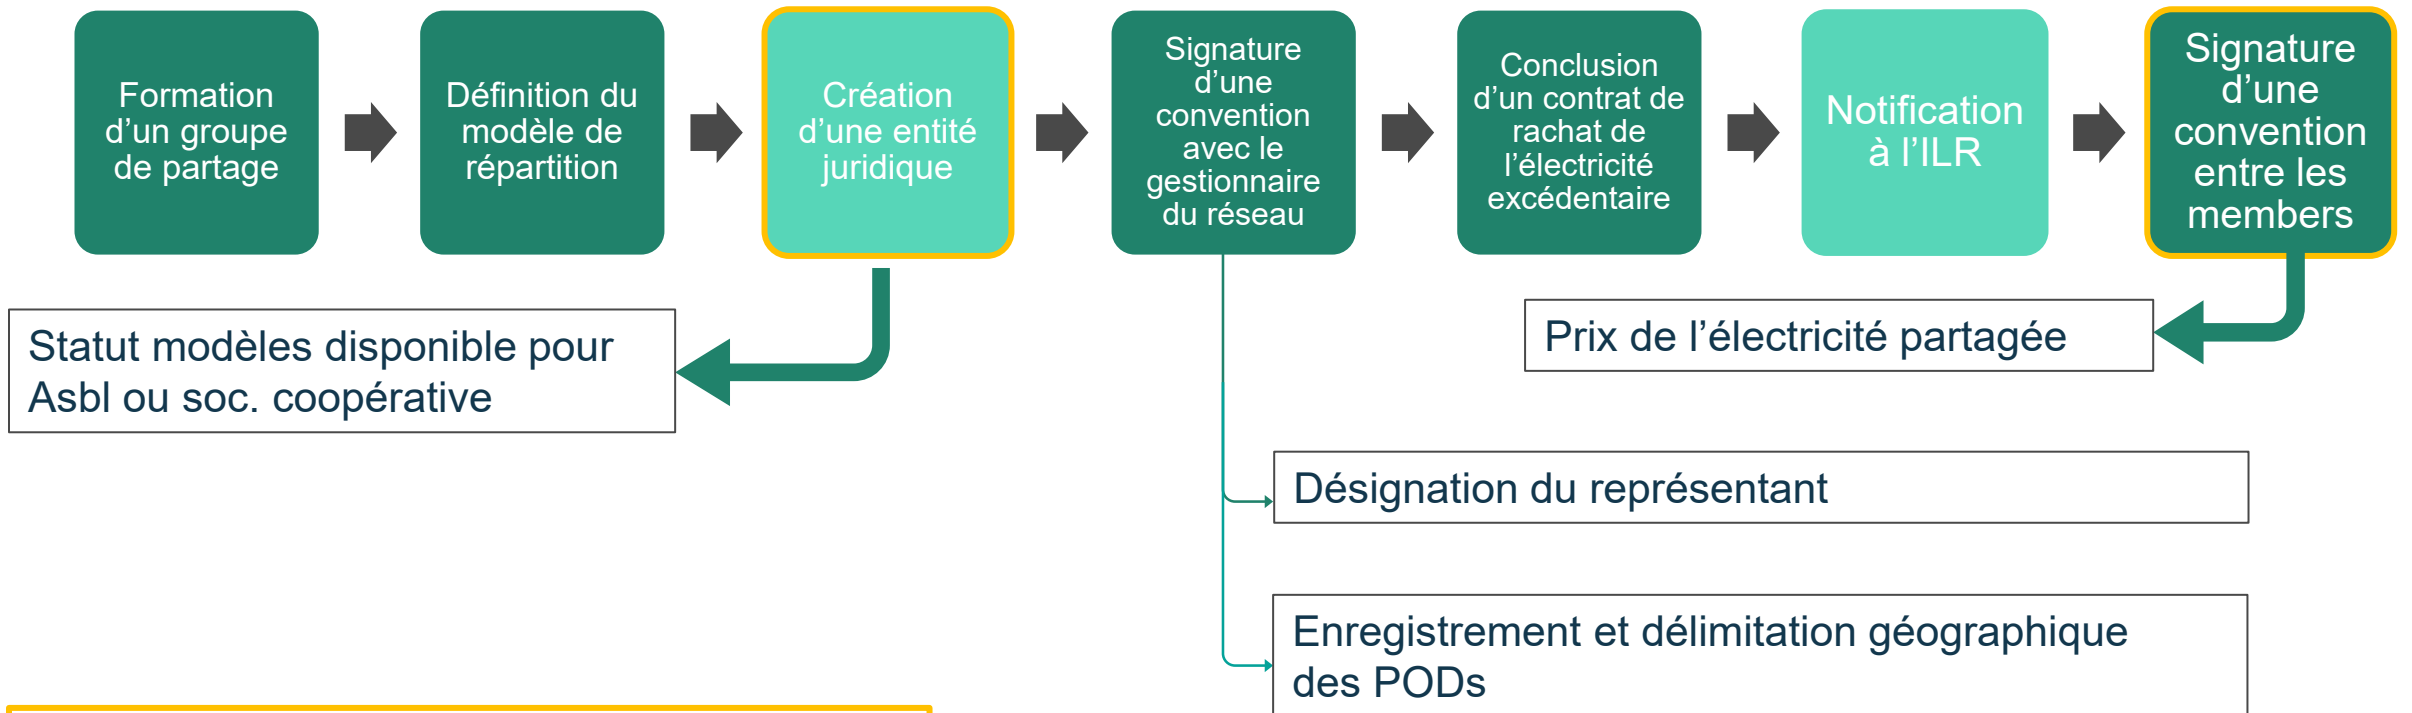 Formation
d’un groupe
de partage
Définition du
modèle de
répartition
Création
d’une entité
juridique
Signature
d’une
convention
avec le
gestionnaire
du réseau
Conclusion
d’un contrat de
rachat de
l’électricité
excédentaire
Notification
à l’ILR
Signature
d’une
convention
entre les
members
Statut modèles disponible pour
Asbl ou soc. coopérative
Prix de l’électricité partagée
Désignation du représentant
Enregistrement et délimitation géographique
des PODs